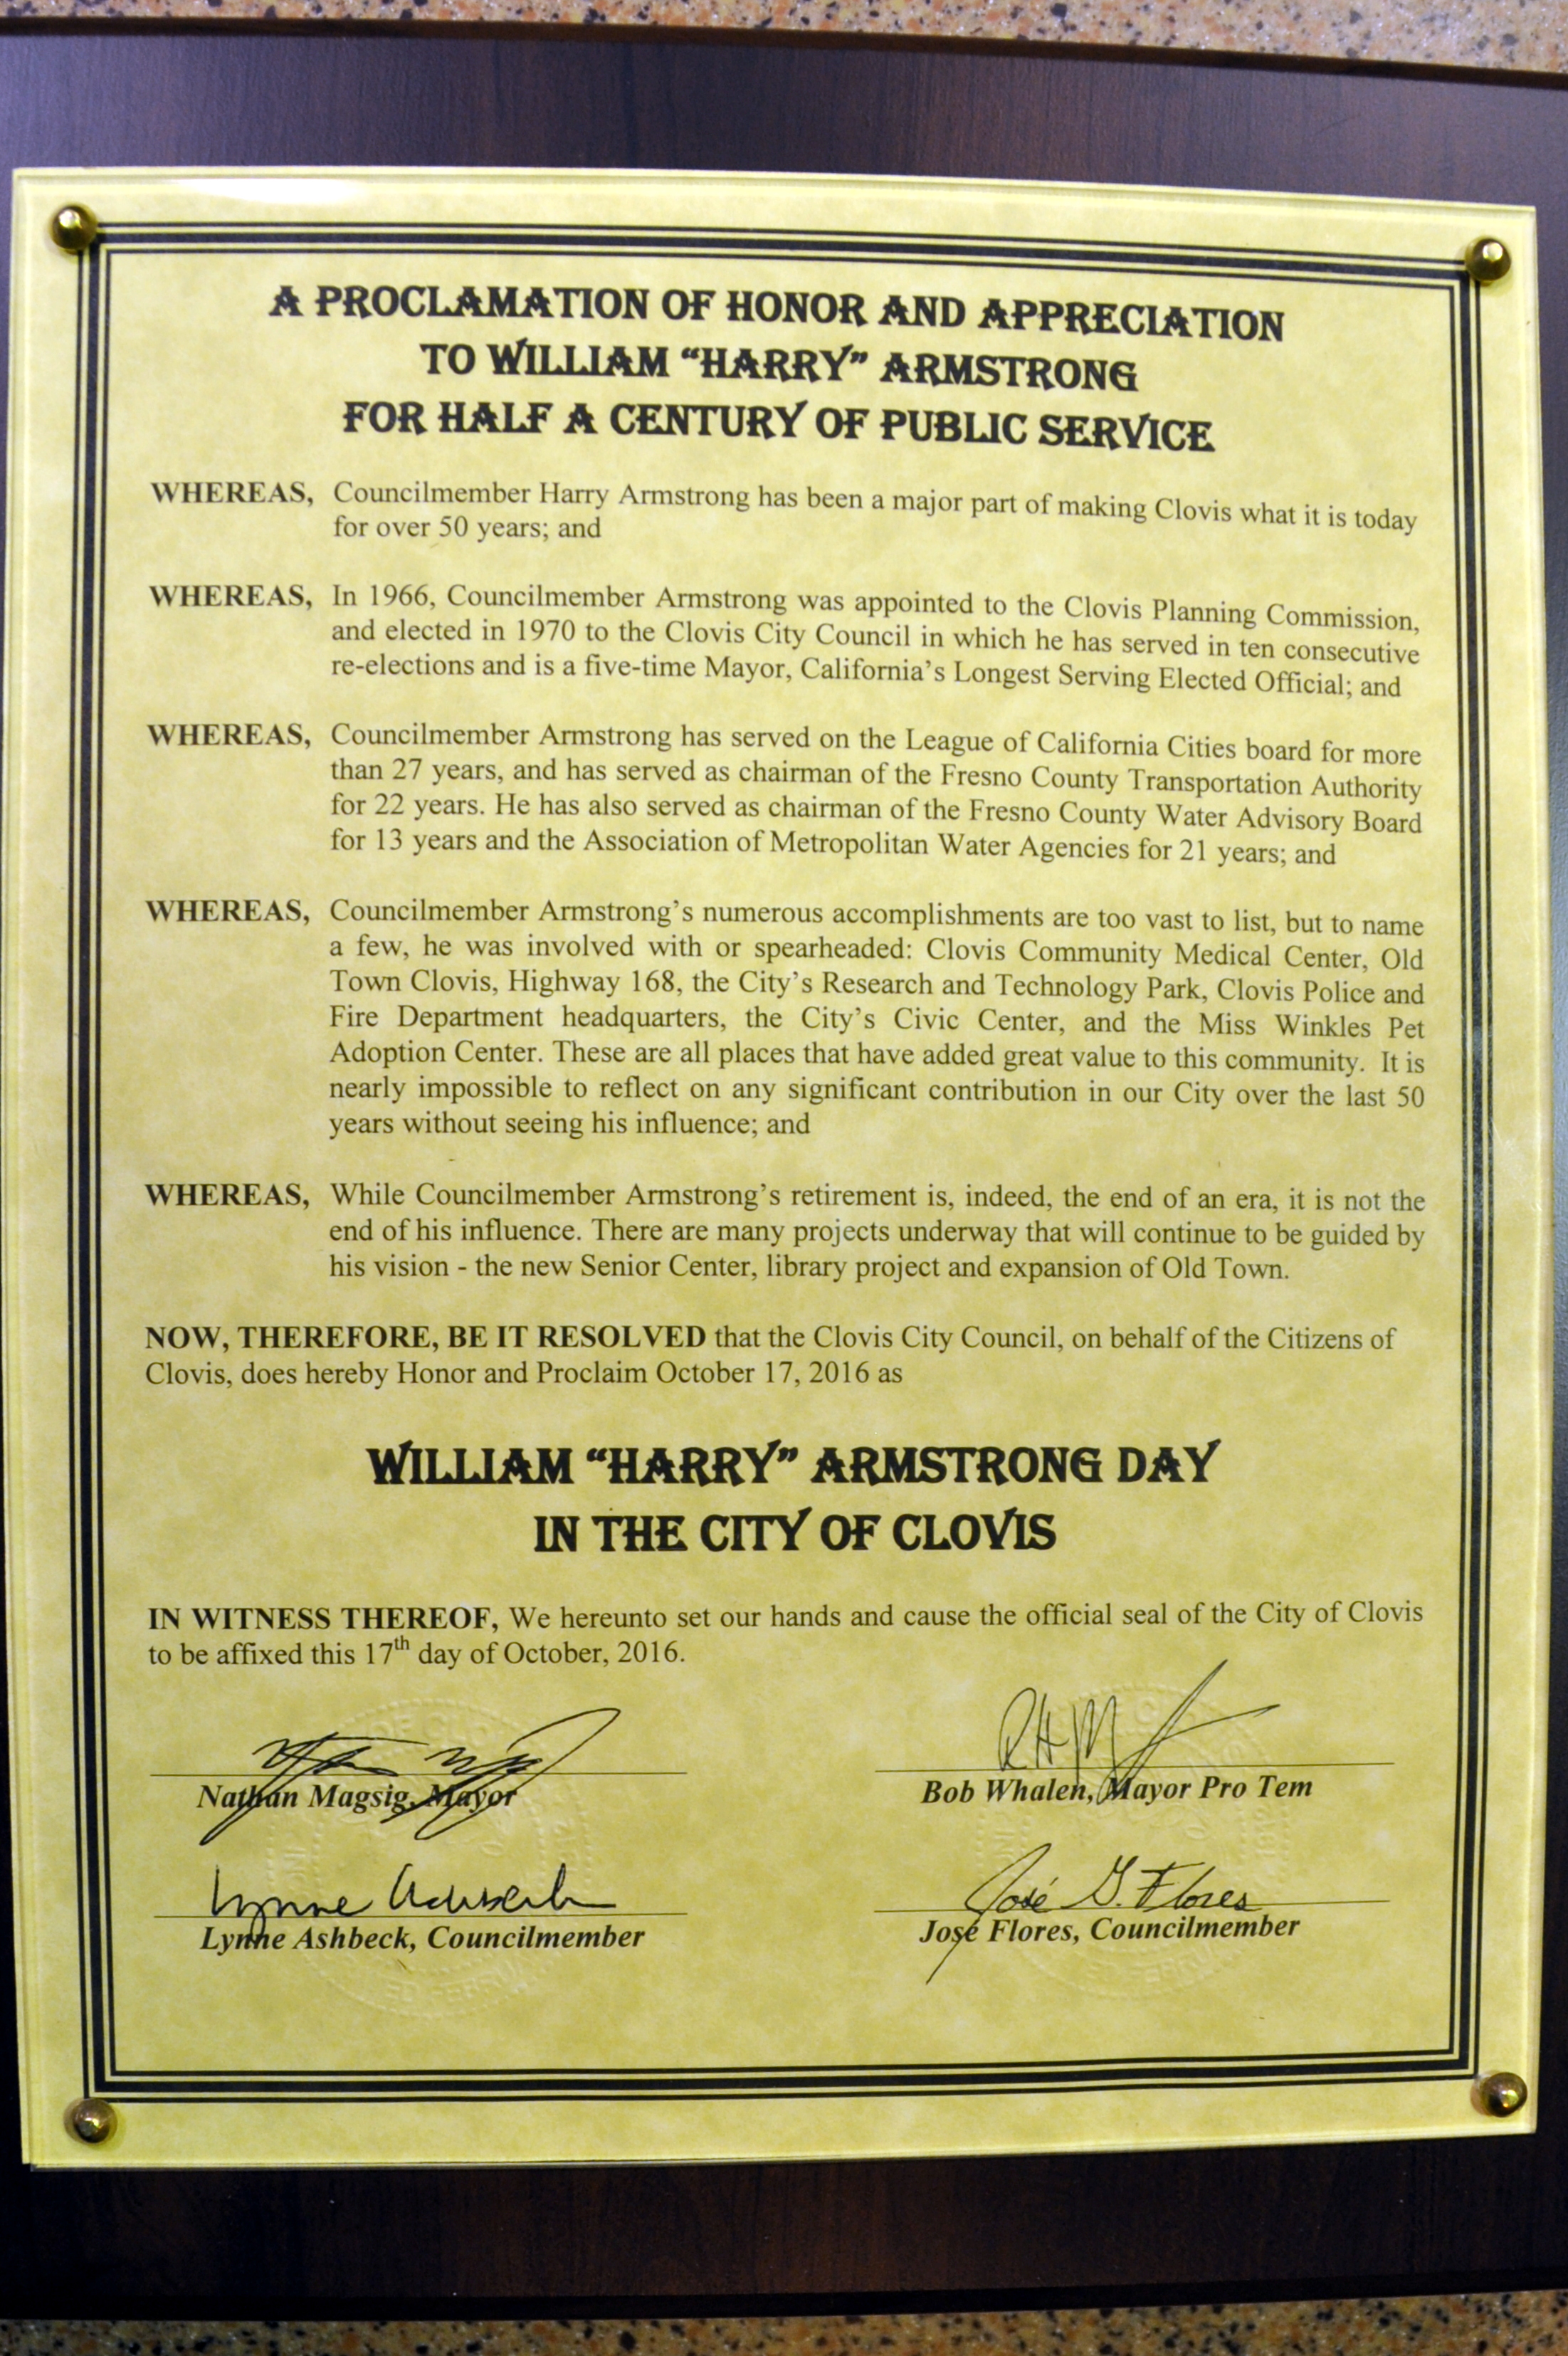 A PROCLAMATION OF HONOR AND APPRECIATION
TO WILLIAM “HARRY” ARMSTRONG
FOR HALF A CENTURY OF PUBLIC SERVICE
WHEREAS, Councilmember Harry Armstrong has been a major part of making Clovis what it is today
for over 50 years; and
WHEREAS, In 1966, Councilmember Armstrong was appointed to the Clovis Planning Commission,
and elected in 1970 to the Clovis City Council in which he has served in ten consecutive
re-elections and is a five-time Mayor, California’s Longest Serving Elected Official; and
WHEREAS, Councilmember Armstrong has served on the League of California Cities board for more
than 27 years, and has served as chairman of the Fresno County Transportation Authority
for 22 years. He has also served as chairman of the Fresno County Water Advisory Board
for 13 years and the Association of Metropolitan Water Agencies for 21 years; and
WHEREAS, Councilmember Armstrong’s numerous accomplishments are too vast to list, but to name
a few, he was involved with or spearheaded: Clovis Community Medical Center, Old
Town Clovis, Highway 168, the City’s Research and Technology Park, Clovis Police and
Fire Department headquarters, the City’s Civic Center, and the Miss Winkles Pet
Adoption Center. These are all places that have added great value to this community. It is
nearly impossible to reflect on any significant contribution in our City over the last 50
years without seeing his influence; and
WHEREAS, While Councilmember Armstrong’s retirement is, indeed, the end of an era, it is not the
end of his influence. There are many projects underway that will continue to be guided by
his vision - the new Senior Center, library project and expansion of Old Town.
NOW, THEREFORE, BE IT RESOLVED that the Clovis City Council, on behalf of the Citizens of
Clovis, does hereby Honor and Proclaim October 17, 2016 as
WILLIAM “HARRY” ARMSTRONG DAY
IN THE CITY OF CLOVIS
IN WITNESS THEREOF, We hereunto set our hands and cause the official seal of the City of Clovis
to be affixed this 17th day of October, 2016.
Nathan Magsig, Mayor
Bob Whalen, Mayor Pro Tem
Lynne Ashbeck
José G. Flores
Lynne Ashbeck, Councilmember
José Flores, Councilmember